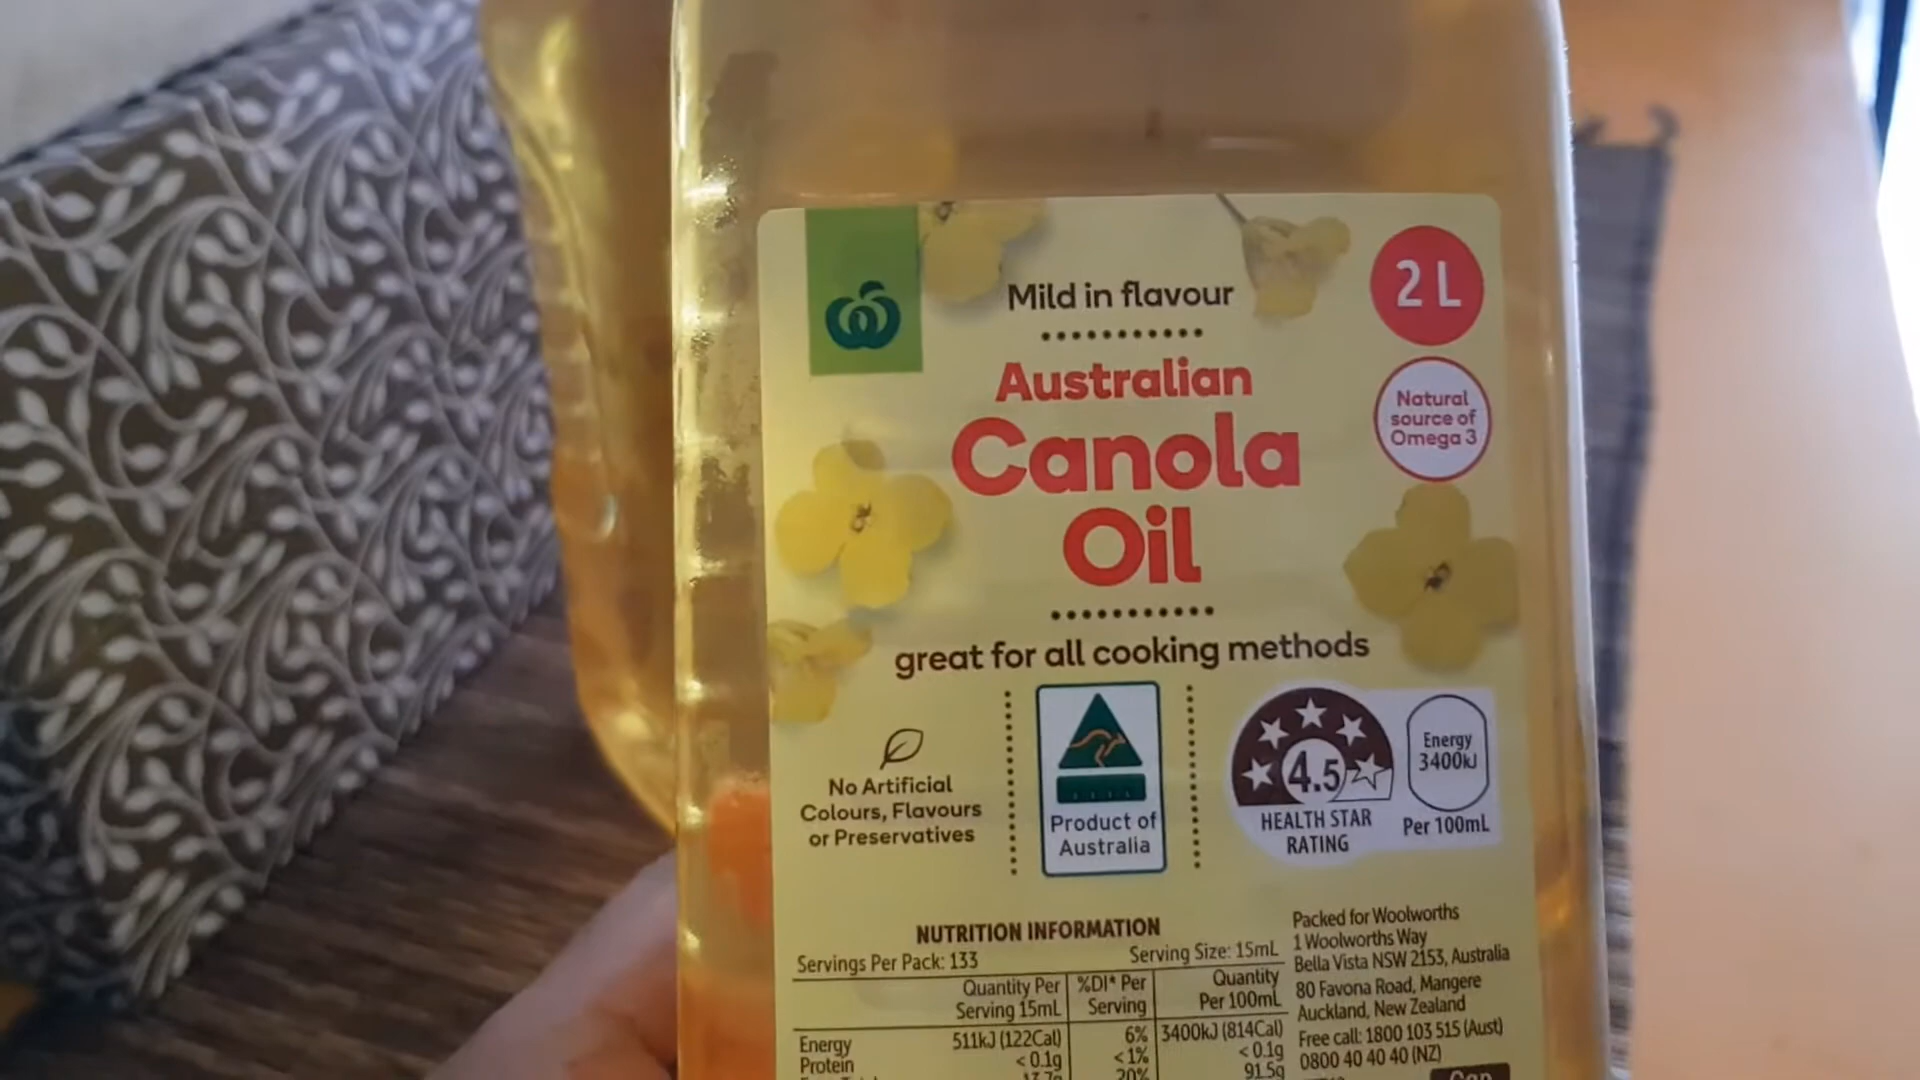 Mild in flavour
2 L
Australian
Canola
Oil
Natural
source of
Omega 3
great for all cooking methods
No Artificial
Colours, Flavours
or Preservatives
Product of
Australia
4.5
HEALTH STAR
RATING
Energy
3400kJ
Per 100mL
NUTRITION INFORMATION
Servings Per Pack: 133
Serving Size: 15mL
Quantity Per
Serving 15mL
%DI* Per
Serving
Quantity
Per 100mL
Energy 511kJ (122Cal) 6% 3400kJ (814Cal)
Protein < 0.1g <1% < 0.1g
20% 91.5g
Packed for Woolworths
1 Woolworths Way
Bella Vista NSW 2153, Australia
80 Favona Road, Mangere
Auckland, New Zealand
Free call: 1800 103 515 (Aust)
0800 40 40 40 (NZ)